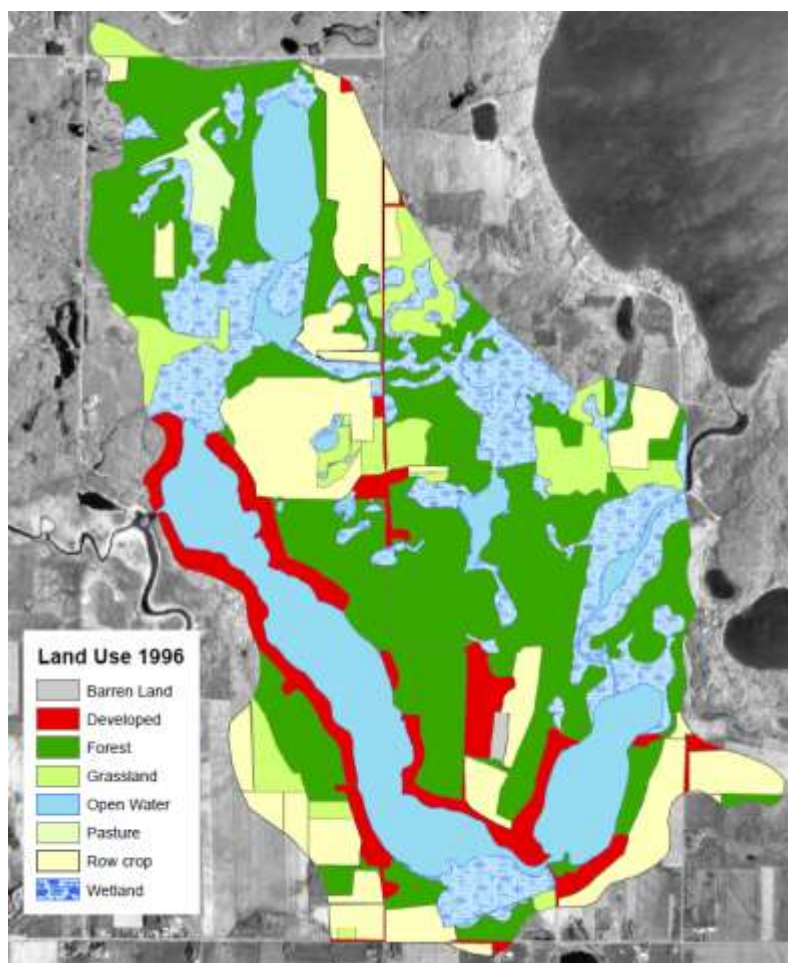 Land Use 1996
Barren Land
Developed
Forest
Grassland
Open Water
Pasture
Row crop
Wetland